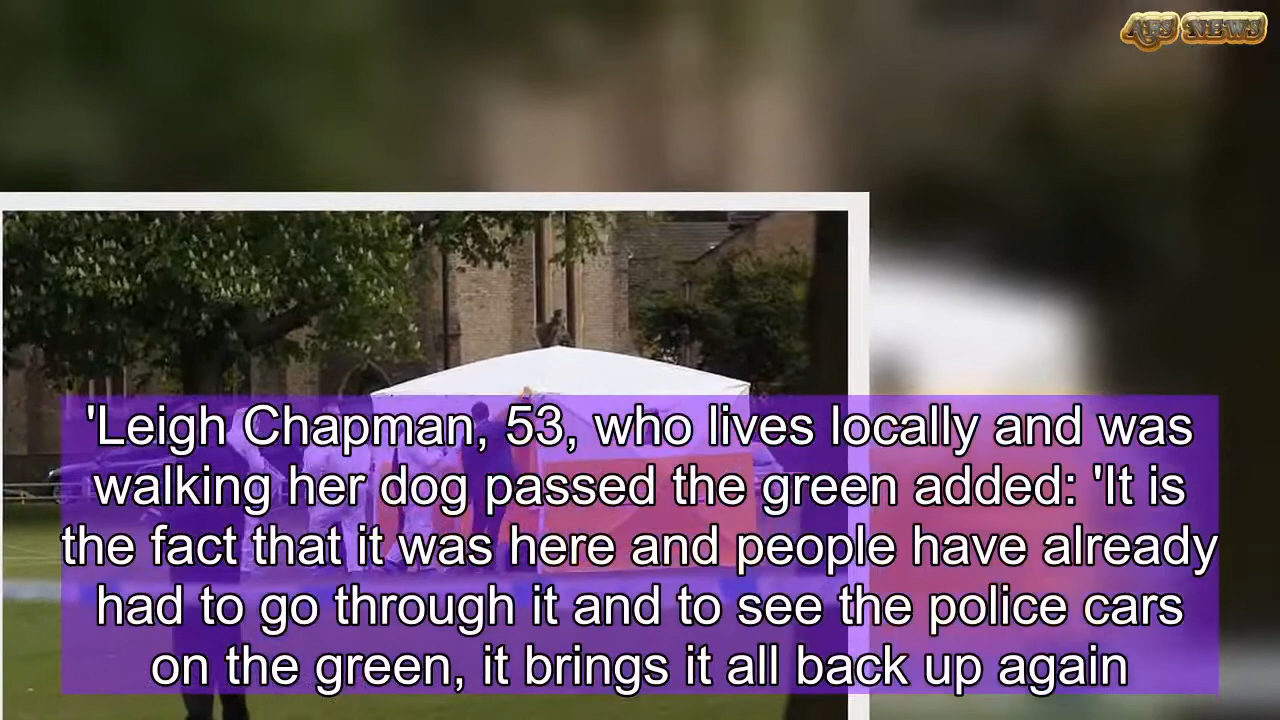 AFS NEWS
'Leigh Chapman, 53, who lives locally and was
walking her dog passed the green added: 'It is
the fact that it was here and people have already
had to go through it and to see the police cars
on the green, it brings it all back up again